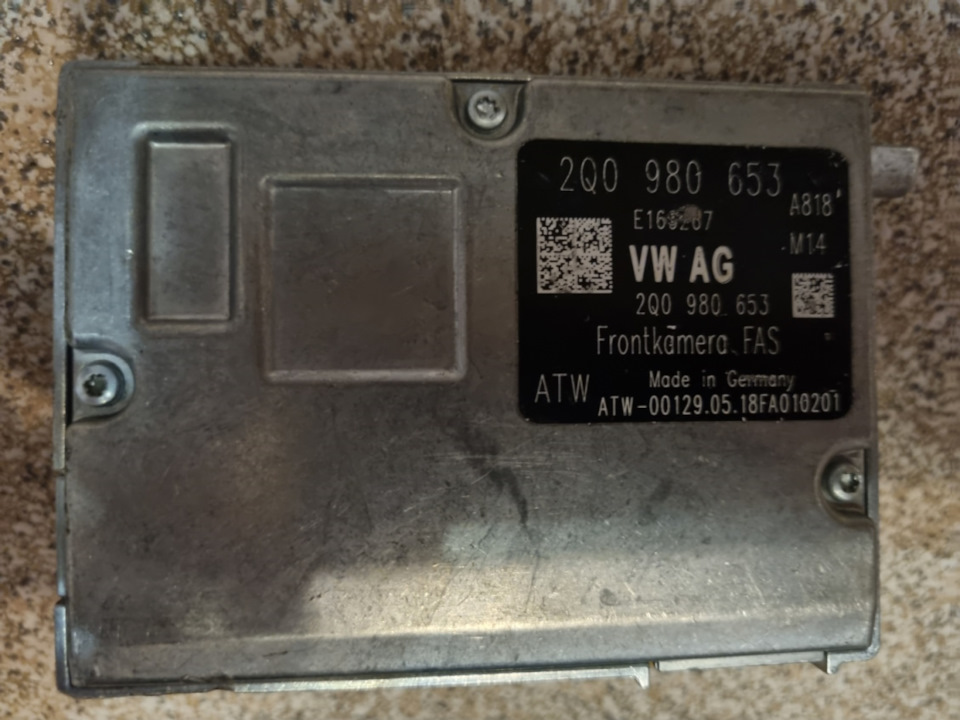 2Q0 980 653
A818
M14
VW AG
2Q0 980 653
Frontkamera FAS
ATW
Made in Germany
ATW-00129.05.18FA010201